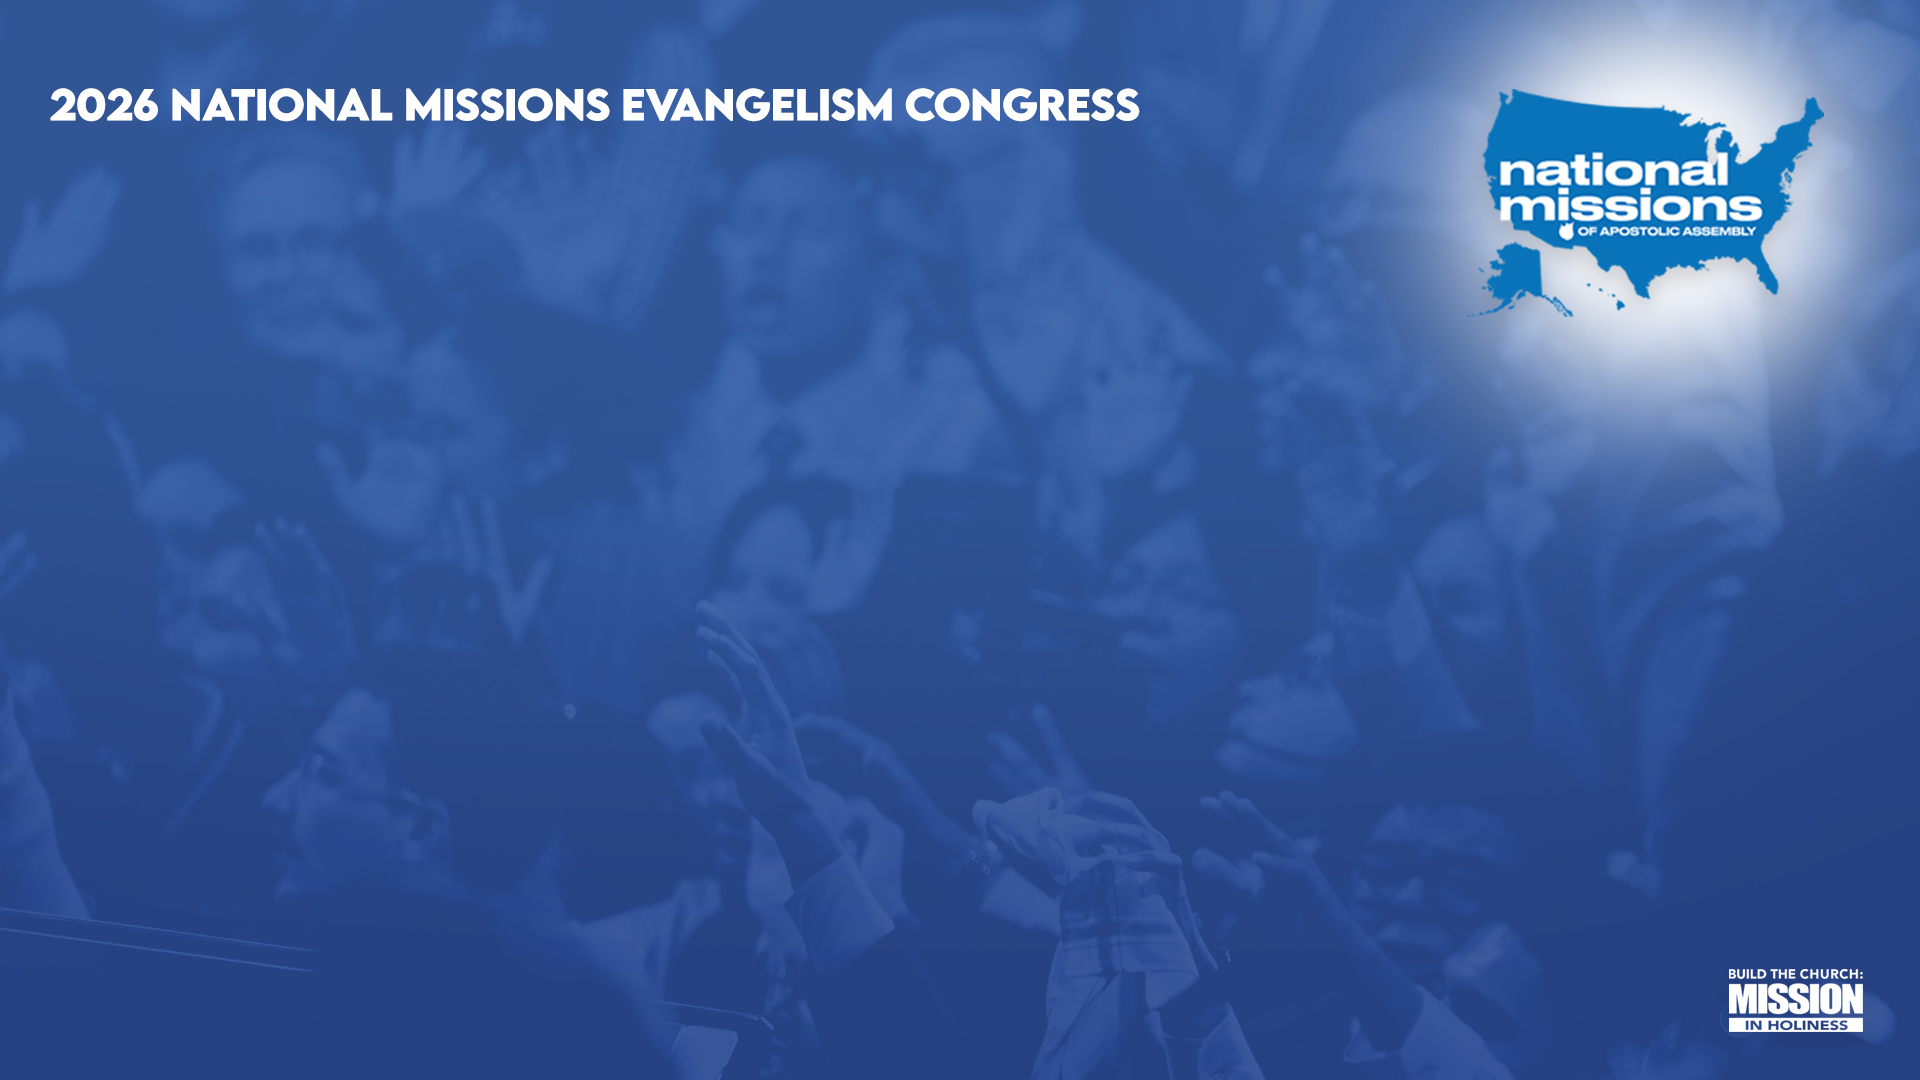 2026 NATIONAL MISSIONS EVANGELISM CONGRESS
national
missions
OF APOSTOLIC ASSEMBLY
BUILD THE CHURCH:
MISSION
IN HOLINESS